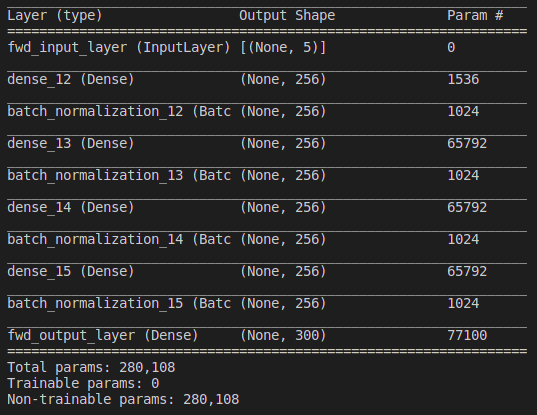 Layer (type) Output Shape Param #
=================================================================
fwd_input_layer (InputLayer) [(None, 5)] 0
dense_12 (Dense) (None, 256) 1536
batch_normalization_12 (Batc (None, 256) 1024
dense_13 (Dense) (None, 256) 65792
batch_normalization_13 (Batc (None, 256) 1024
dense_14 (Dense) (None, 256) 65792
batch_normalization_14 (Batc (None, 256) 1024
dense_15 (Dense) (None, 256) 65792
batch_normalization_15 (Batc (None, 256) 1024
fwd_output_layer (Dense) (None, 300) 77100
=================================================================
Total params: 280,108
Trainable params: 0
Non-trainable params: 280,108